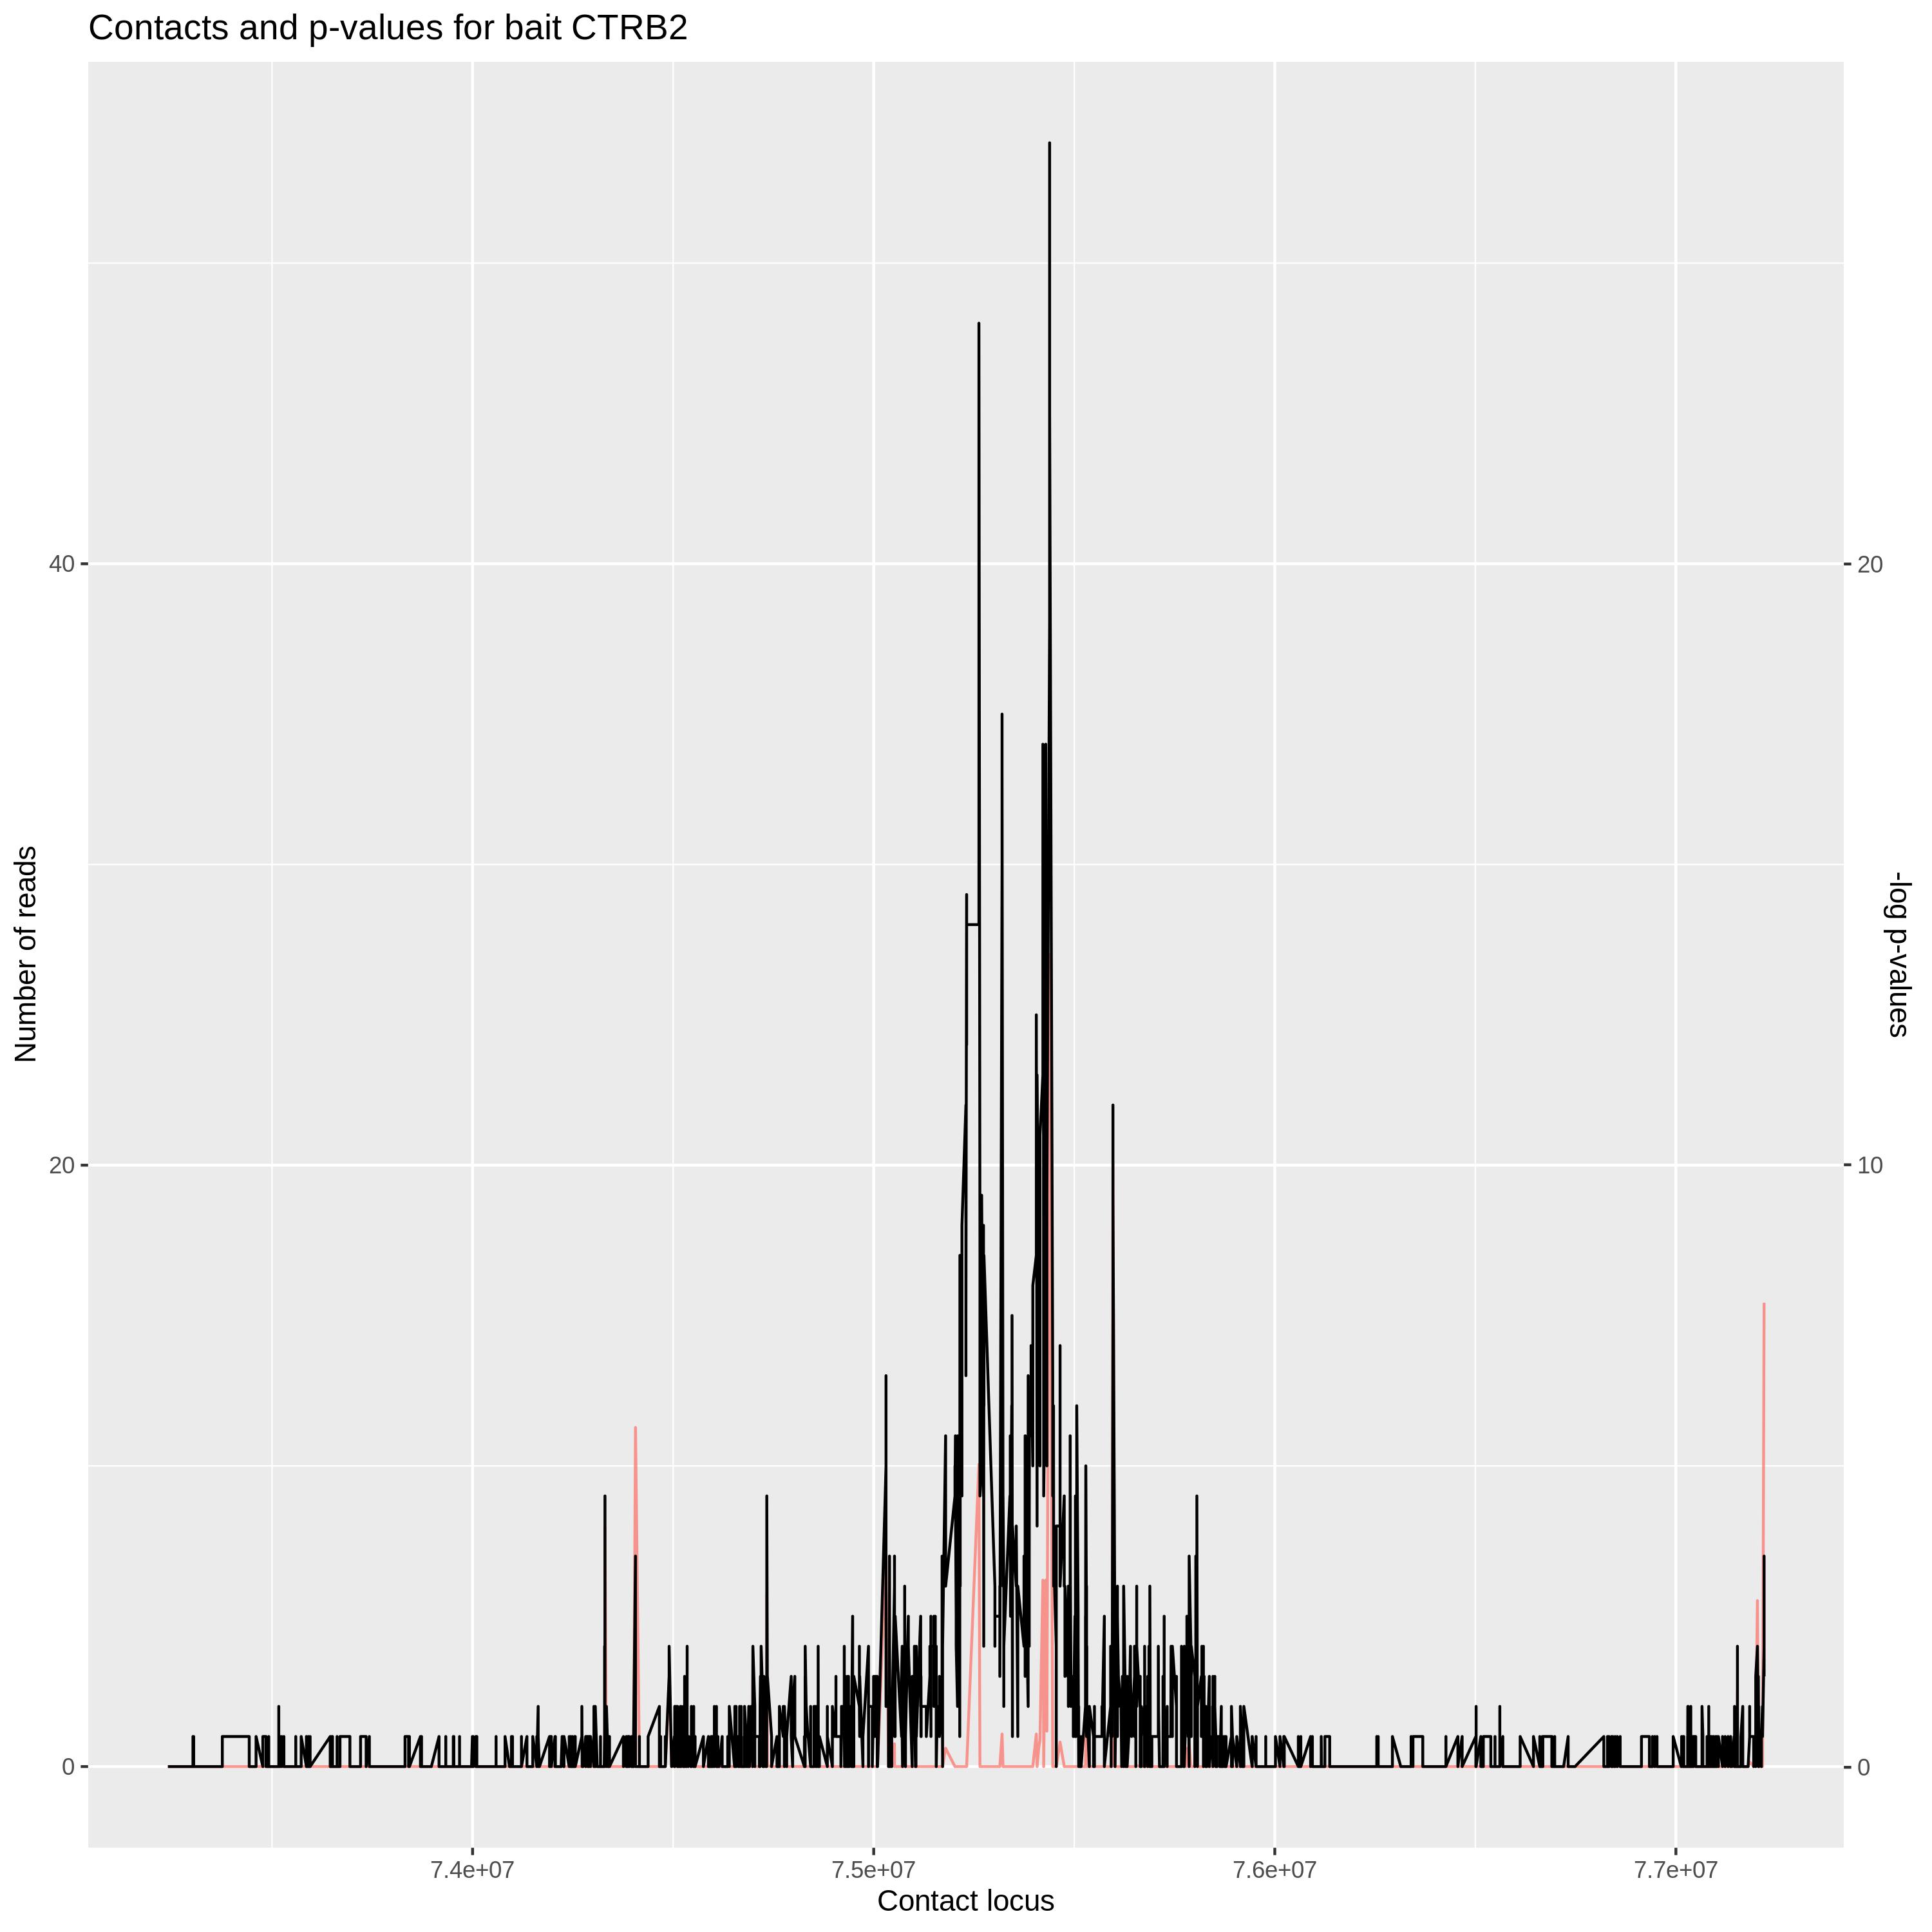 Contacts and p-values for bait CTRB2
40
20
0
Number of reads
20
10
0
-log p-values
7.4e+07
7.5e+07
7.6e+07
7.7e+07
Contact locus